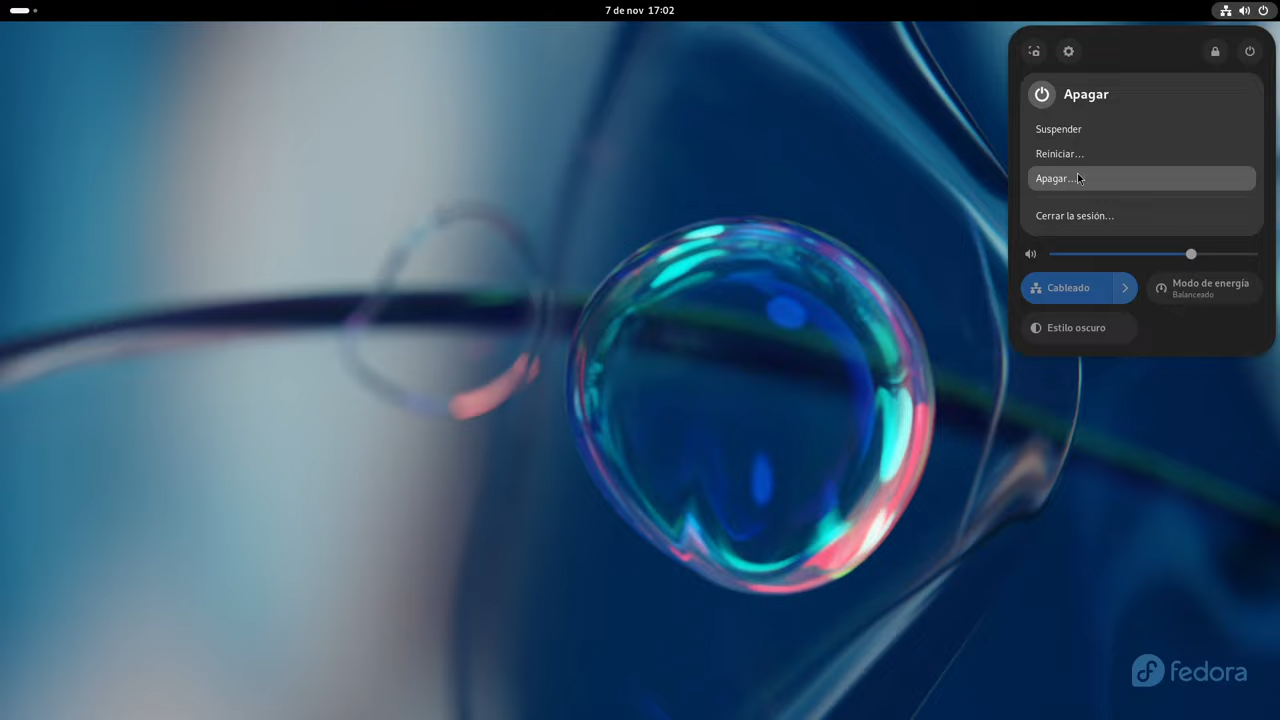 7 de nov 17:02
Apagar
Suspender
Reiniciar...
Apagar...
Cerrar la sesión...
Cableado
Modo de energía
Balanceado
Estilo oscuro
fedora